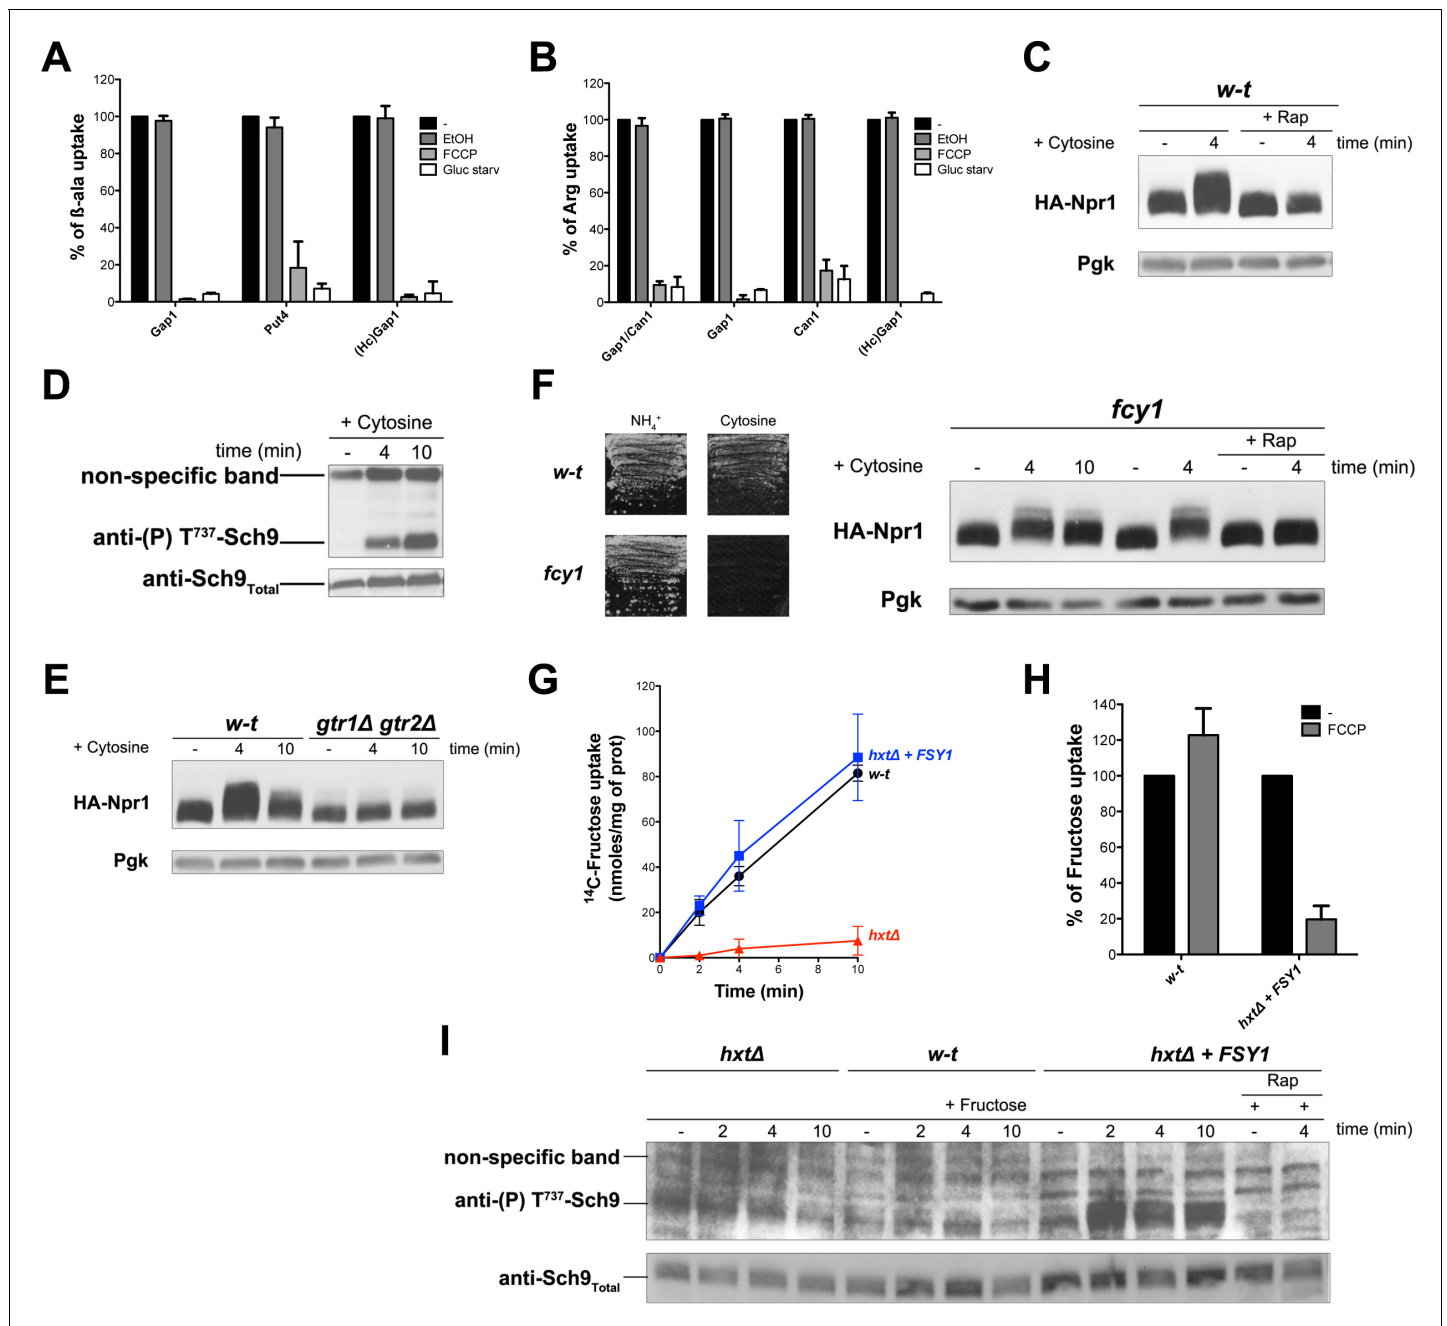 A
% of ß-ala uptake
120
100
80
60
40
20
0
-
EtOH
FCCP
Gluc starv
Gap1
Put4
(Hc)Gap1
B
% of Arg uptake
120
100
80
60
40
20
0
-
EtOH
FCCP
Gluc starv
Gap1/Can1
Gap1
Can1
(Hc)Gap1
C
w-t
+ Rap
+ Cytosine - 4 - 4 time (min)
HA-Npr1
Pgk
D
+ Cytosine
time (min) - 4 10
non-specific band
anti-(P) T737-Sch9
anti-Sch9Total
F
NH4+ Cytosine
w-t
fcy1
fcy1
+ Rap
+ Cytosine - 4 10 - 4 - 4 time (min)
HA-Npr1
Pgk
E
w-t gtr1Δ gtr2Δ
+ Cytosine - 4 10 - 4 10 time (min)
HA-Npr1
Pgk
G
14C-Fructose uptake
(nmoles/mg of prot)
120
100
80
60
40
20
0
0 2 4 6 8 10
Time (min)
hxtΔ + FSY1
w-t
hxtΔ
H
% of Fructose uptake
140
120
100
80
60
40
20
0
-
FCCP
w-t
hxtΔ + FSY1
I
hxtΔ w-t hxtΔ + FSY1
Rap
+ Fructose + +
- 2 4 10 - 2 4 10 - 2 4 10 - 4 time (min)
non-specific band
anti-(P) T737-Sch9
anti-Sch9Total